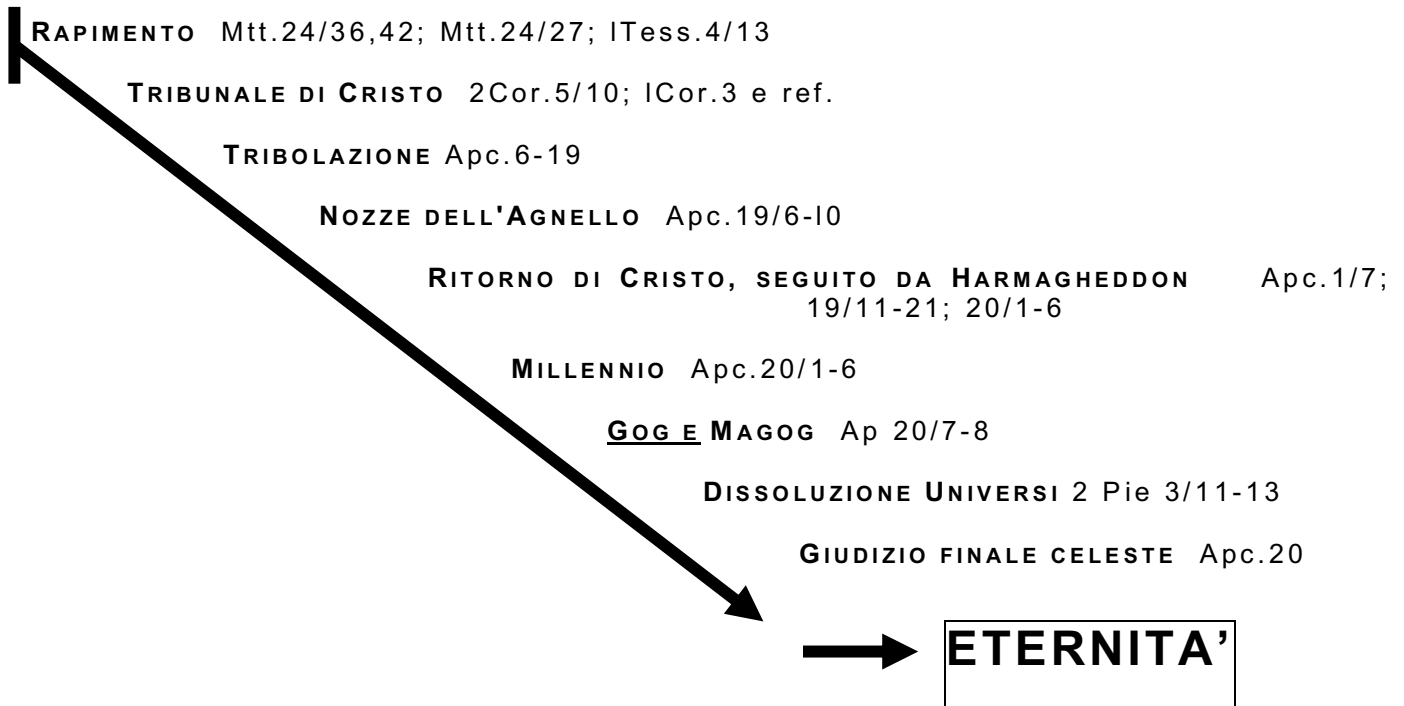 RAPIMENTO Mtt.24/36,42; Mtt.24/27; lTess.4/13
TRIBUNALE DI CRISTO 2Cor.5/10; lCor.3 e ref.
TRIBOLAZIONE Apc.6-19
NOZZE DELL'AGNELLO Apc.19/6-l0
RITORNO DI CRISTO, SEGUITO DA HARMAGHEDDON Apc.1/7;
19/11-21; 20/1-6
MILLENNIO Apc.20/1-6
GOG E MAGOG Ap 20/7-8
DISSOLUZIONE UNIVERSI 2 Pie 3/11-13
GIUDIZIO FINALE CELESTE Apc.20
ETERNITA’